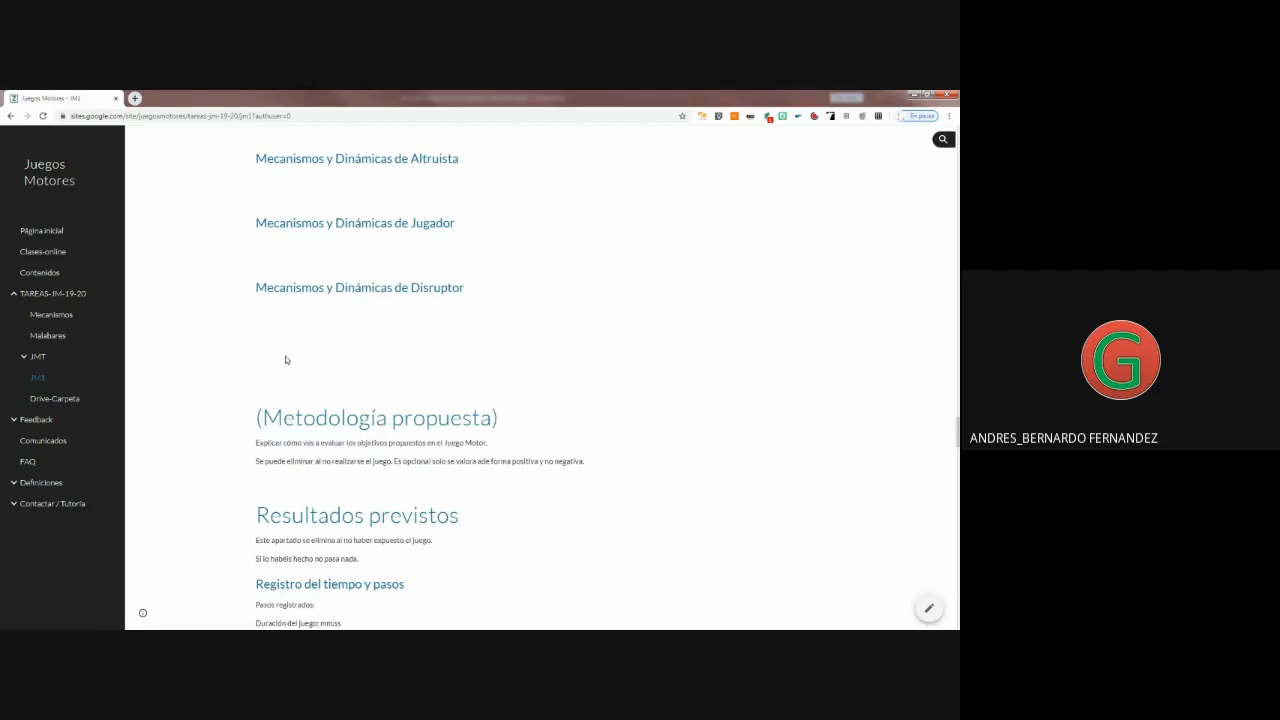 Juegos Motores - JM1
sites.google.com/site/juegosmotores/tareas-jm-19-20/jm1?authuser=0
En pausa
Juegos
Motores
Página inicial
Clases-online
Contenidos
TAREAS-JM-19-20
Mecanismos
Malabares
JMT
JM1
Drive-Carpeta
Feedback
Comunicados
FAQ
Definiciones
Contactar / Tutoría
Mecanismos y Dinámicas de Altruista
Mecanismos y Dinámicas de Jugador
Mecanismos y Dinámicas de Disruptor
(Metodología propuesta)
Explicar cómo vas a evaluar los objetivos propuestos en el Juego Motor.
Se puede eliminar al no realizarse el juego. Es opcional solo se valora ade forma positiva y no negativa.
Resultados previstos
Este apartado se elimina al no haber expuesto el juego.
Si lo habéis hecho no pasa nada.
Registro del tiempo y pasos
Pasos registrados:
Duración del juego: mm:ss
G
ANDRES_BERNARDO FERNANDEZ